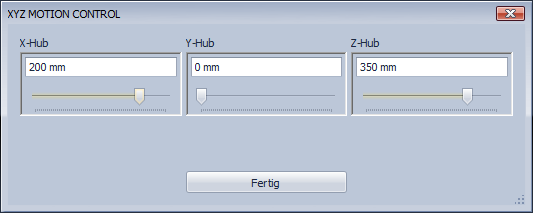 XYZ MOTION CONTROL
X-Hub
Y-Hub
Z-Hub
200 mm
0 mm
350 mm
Fertig